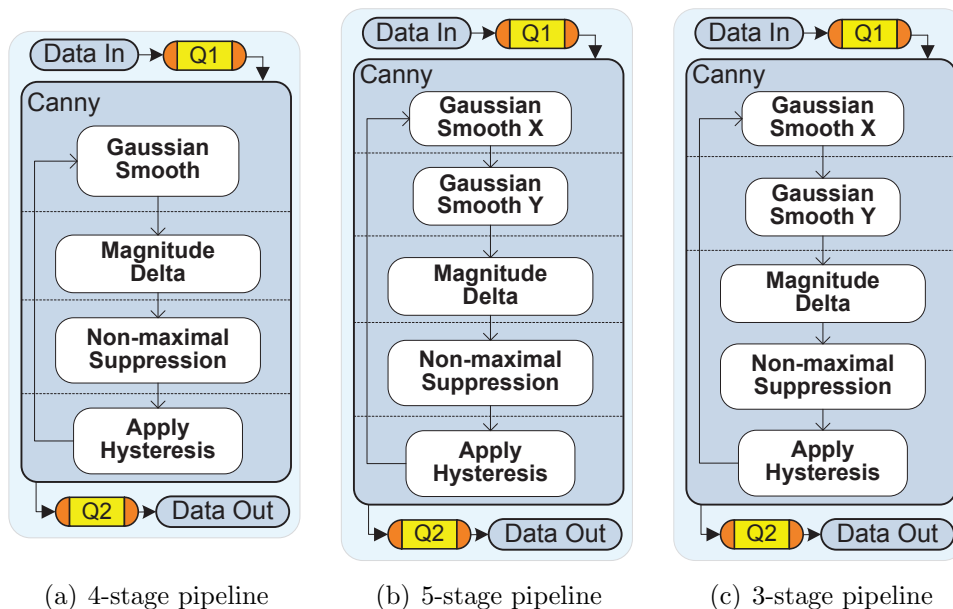 Data In
Q1
Canny
Gaussian
Smooth
Magnitude
Delta
Non-maximal
Suppression
Apply
Hysteresis
Q2
Data Out
(a) 4-stage pipeline
Data In
Q1
Canny
Gaussian
Smooth X
Gaussian
Smooth Y
Magnitude
Delta
Non-maximal
Suppression
Apply
Hysteresis
Q2
Data Out
(b) 5-stage pipeline
Data In
Q1
Canny
Gaussian
Smooth X
Gaussian
Smooth Y
Magnitude
Delta
Non-maximal
Suppression
Apply
Hysteresis
Q2
Data Out
(c) 3-stage pipeline